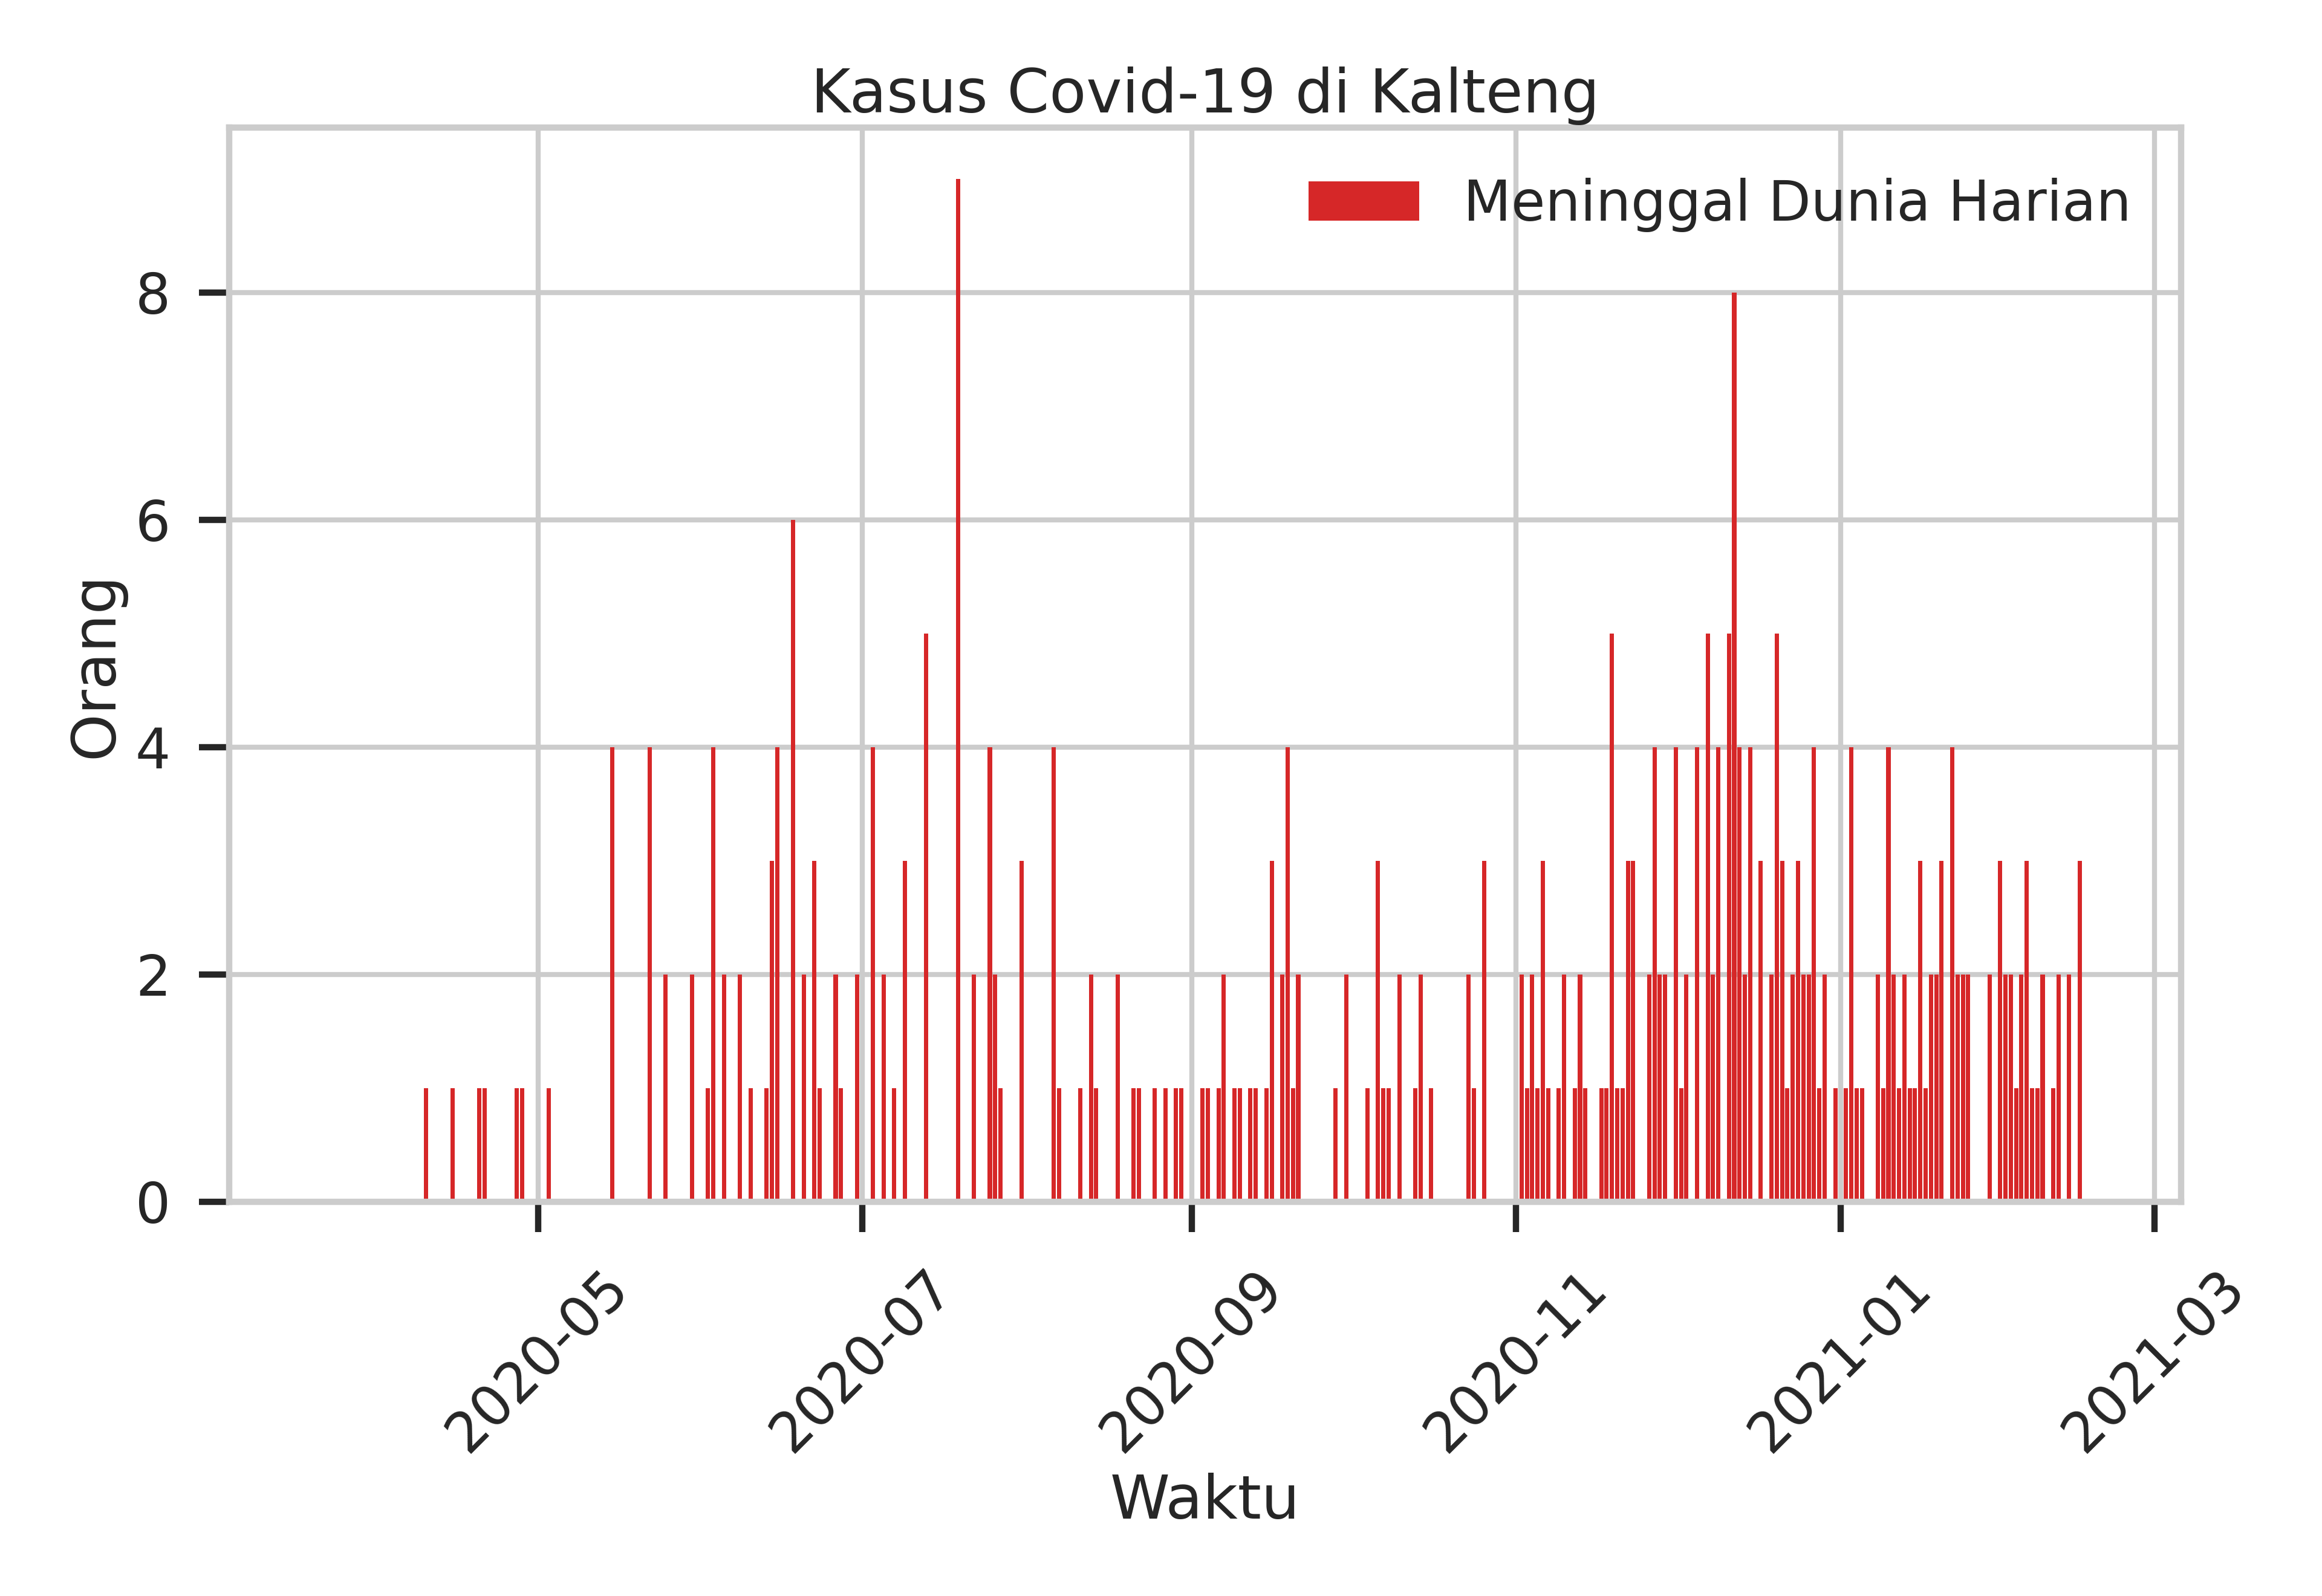 Kasus Covid-19 di Kalteng
Meninggal Dunia Harian
Orang
8
6
4
2
0
2020-05
2020-07
2020-09
2020-11
2021-01
2021-03
Waktu